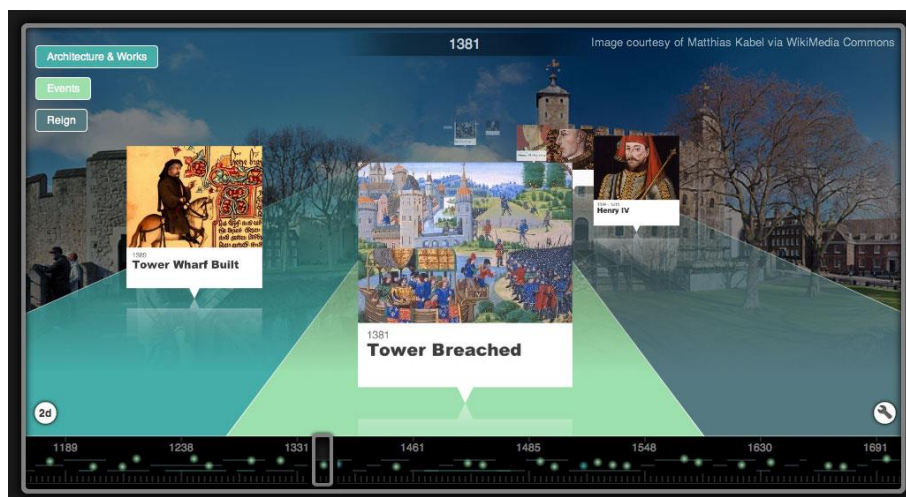 1381
Image courtesy of Matthias Kabel via WikiMedia Commons
Architecture & Works
Events
Reign
1381
Tower Breached
Tower Wharf Built
Henry IV
2d
1189
1238
1331
1461
1485
1548
1630
1691